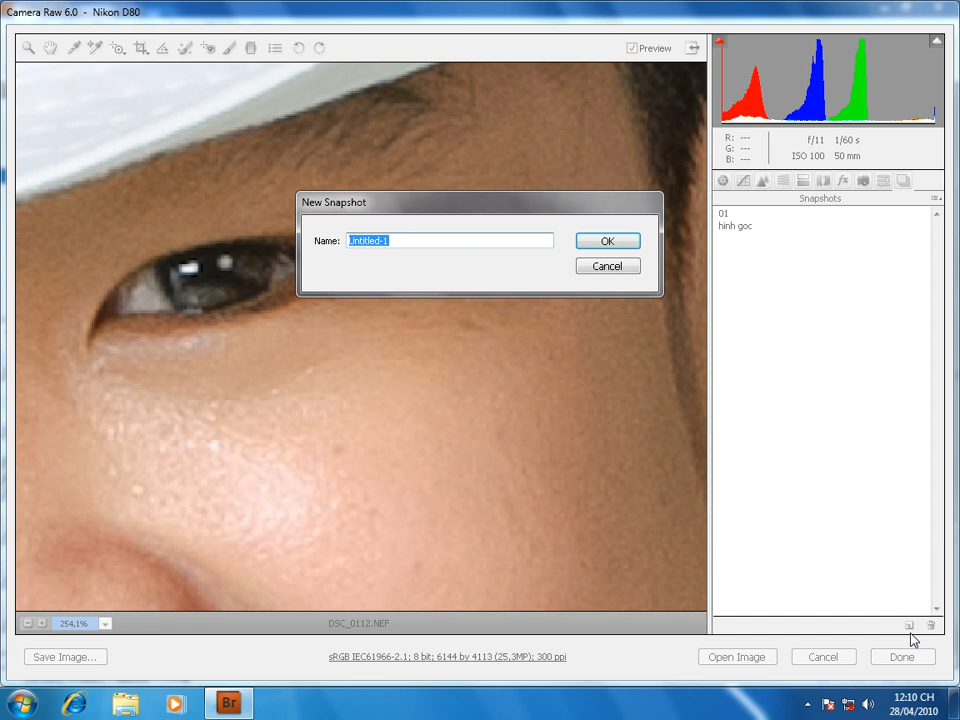 Camera Raw 6.0 - Nikon D80
Preview
R: ---
G: ---
B: ---
f/11 1/60 s
ISO 100 50 mm
Snapshots
01
hinh goc
New Snapshot
Name: Untitled-1
OK
Cancel
254,1%
DSC_0112.NEF
Save Image...
sRGB IEC61966-2.1; 8 bit; 6144 by 4113 (25,3MP); 300 ppi
Open Image
Cancel
Done
Br
12:10 CH
28/04/2010